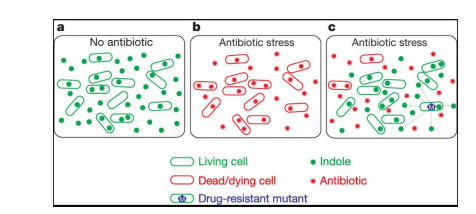 a
No antibiotic
b
Antibiotic stress
c
Antibiotic stress
Living cell
Indole
Dead/dying cell
Antibiotic
Drug-resistant mutant